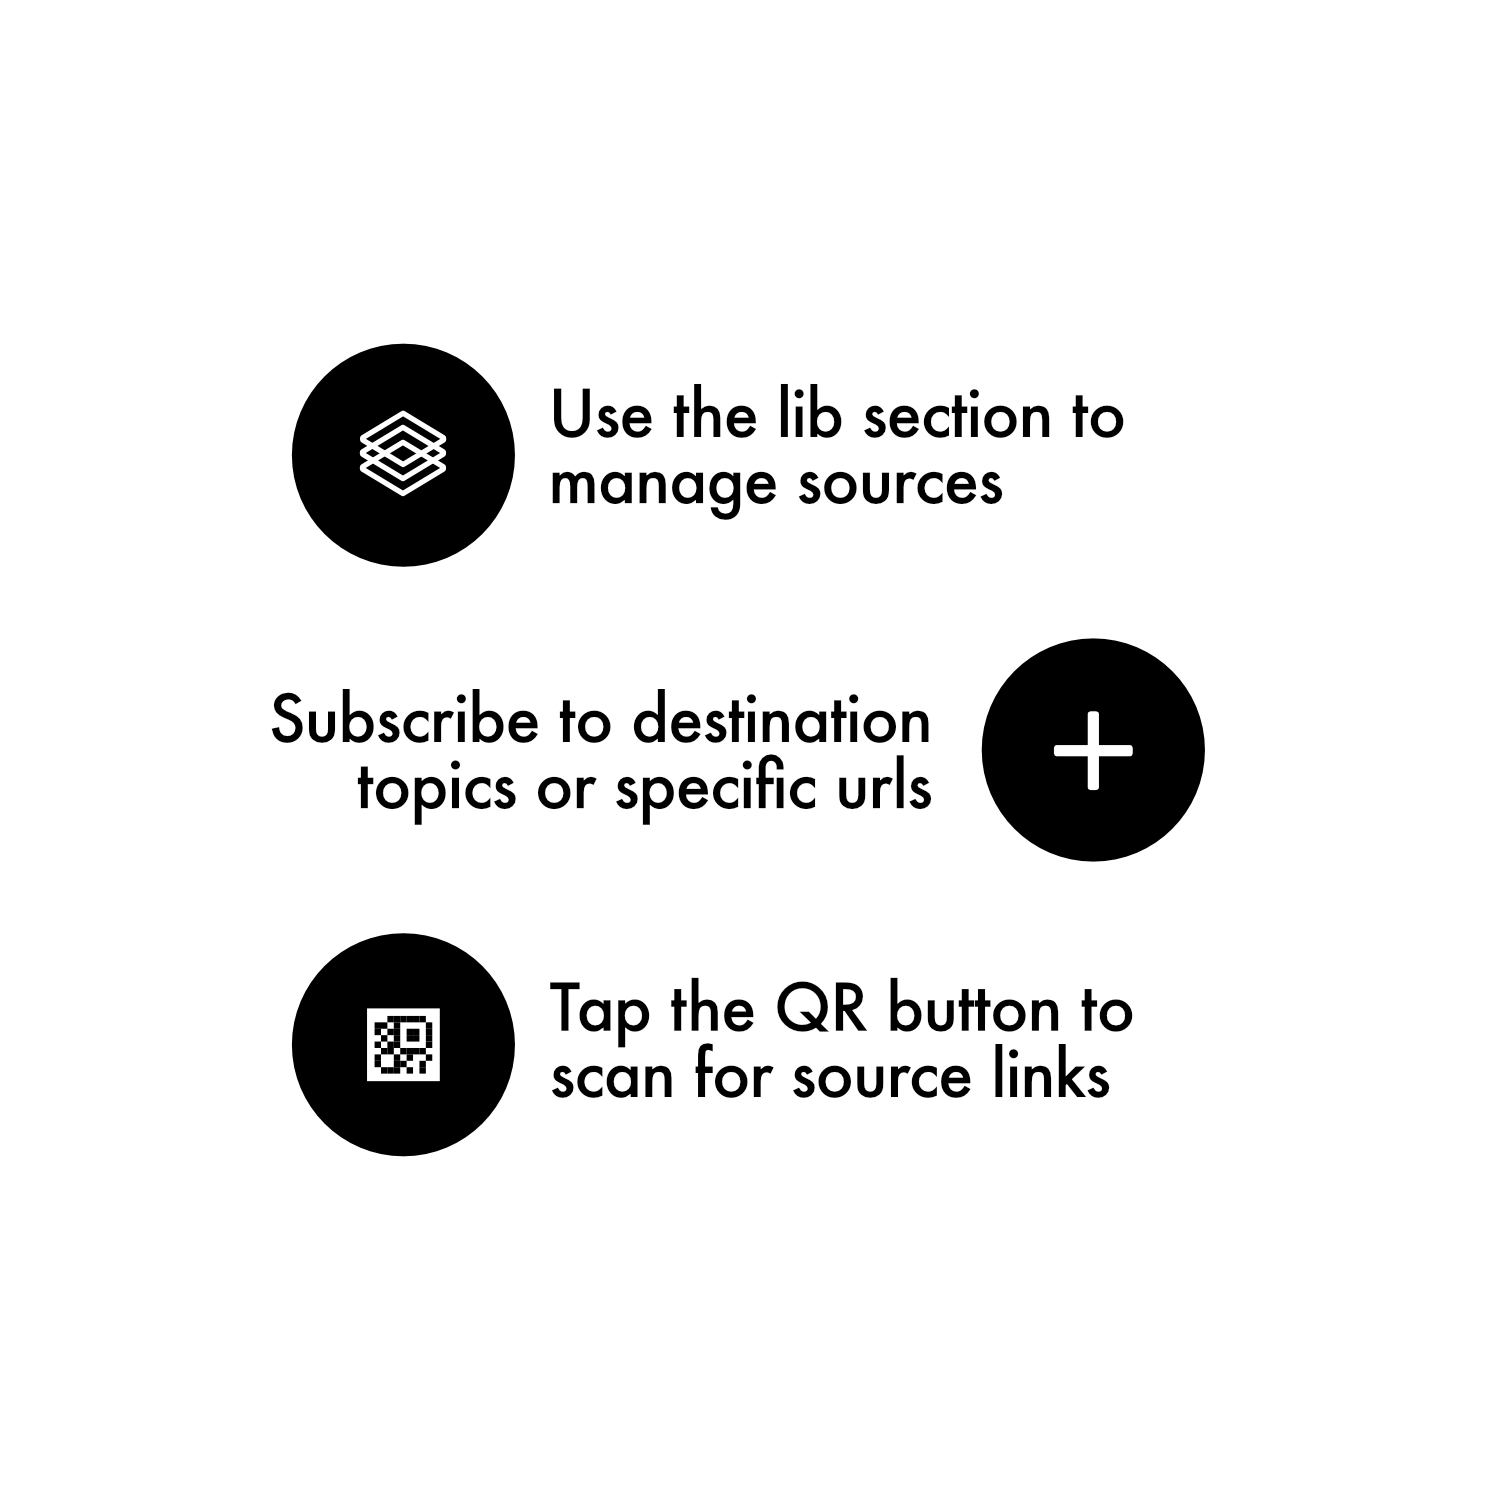 Use the lib section to
manage sources
Subscribe to destination
topics or specific urls
Tap the QR button to
scan for source links